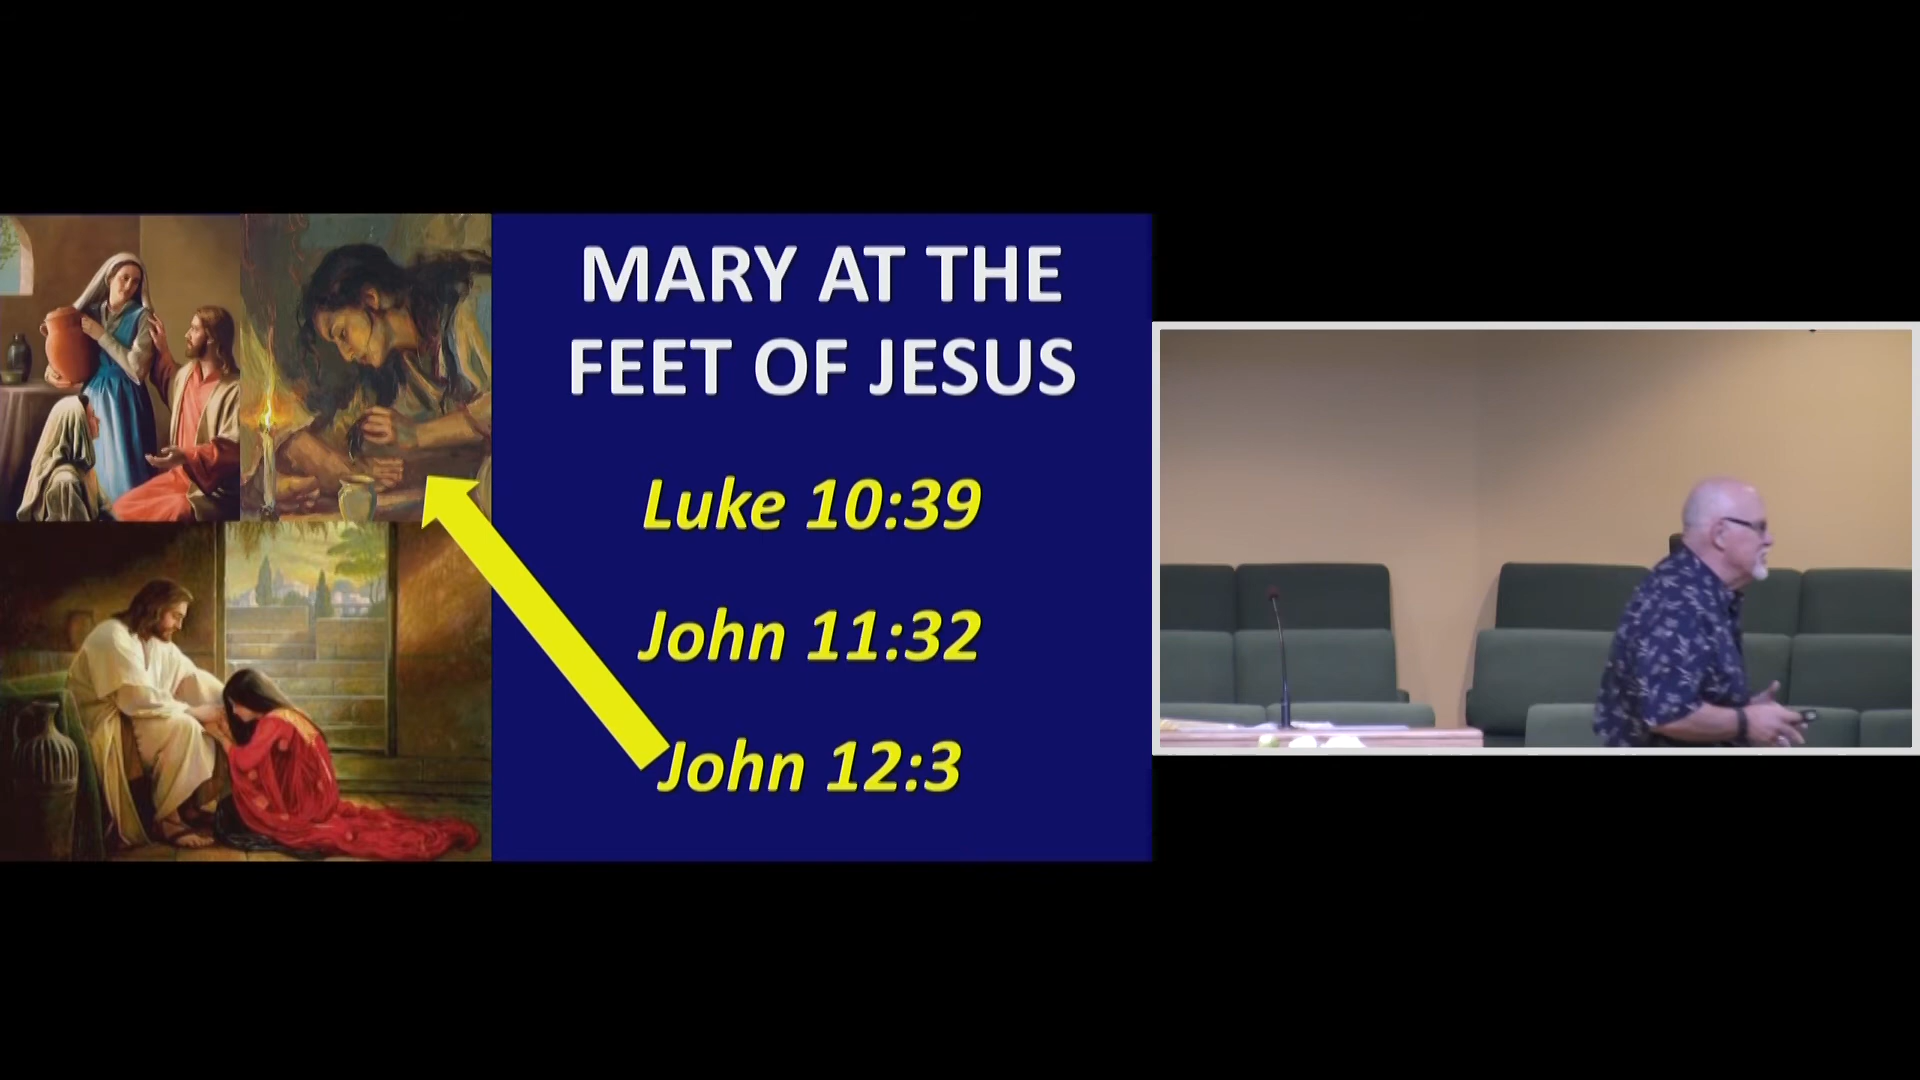 MARY AT THE
FEET OF JESUS
Luke 10:39
John 11:32
John 12:3